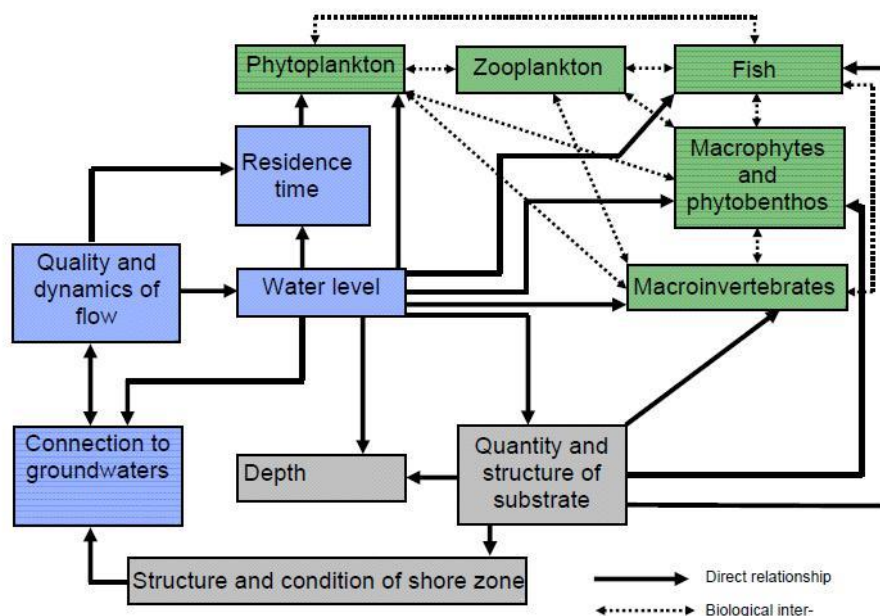 Phytoplankton
Zooplankton
Fish
Residence
time
Macrophytes
and
phytobenthos
Quality and
dynamics of
flow
Water level
Macroinvertebrates
Connection to
groundwaters
Depth
Quantity and
structure of
substrate
Structure and condition of shore zone
Direct relationship
Biological inter-